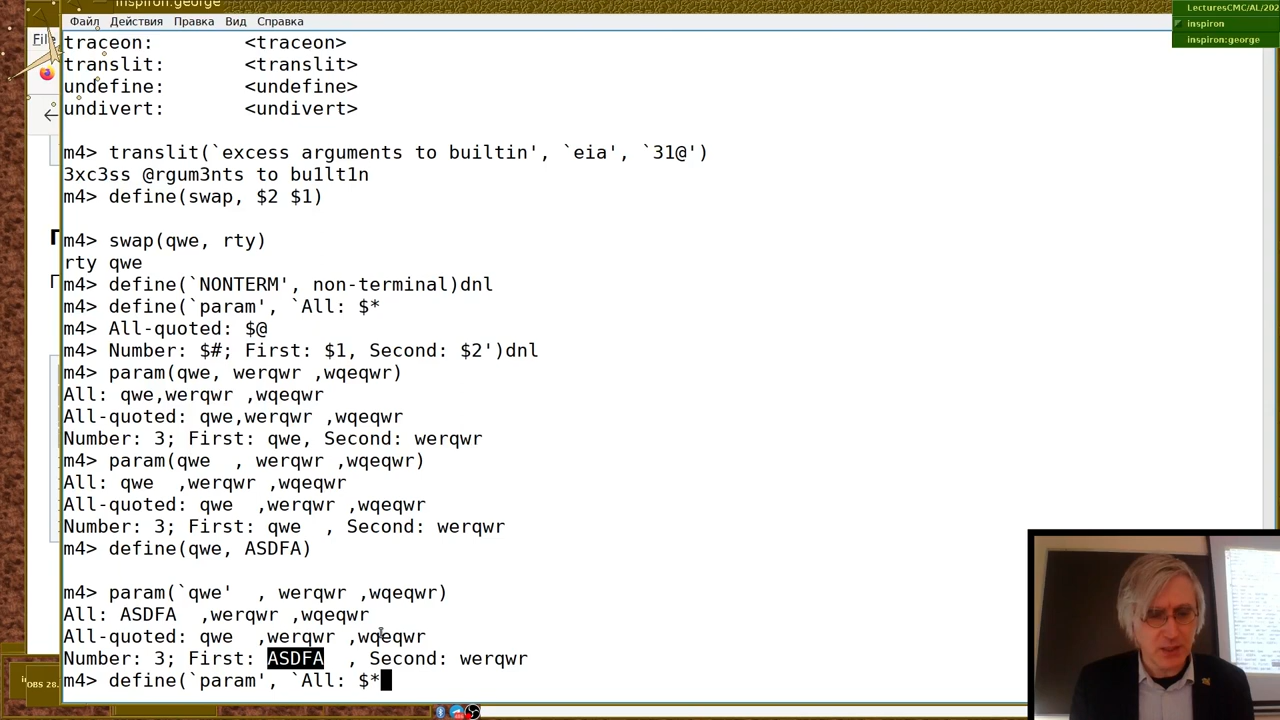 inspiron:george
LecturesCMC/AL/202
inspiron
inspiron:george
Файл Действия Правка Вид Справка
File
traceon: <traceon>
translit: <translit>
undefine: <undefine>
undivert: <undivert>
m4> translit(`excess arguments to builtin', `eia', `31@')
3xc3ss @rgum3nts to bu1lt1n
m4> define(swap, $2 $1)
m4> swap(qwe, rty)
rty qwe
m4> define(`NONTERM', non-terminal)dnl
m4> define(`param', `All: $*
m4> All-quoted: $@
m4> Number: $#; First: $1, Second: $2')dnl
m4> param(qwe, werqwr ,wqeqwr)
All: qwe,werqwr ,wqeqwr
All-quoted: qwe,werqwr ,wqeqwr
Number: 3; First: qwe, Second: werqwr
m4> param(qwe  , werqwr ,wqeqwr)
All: qwe  ,werqwr ,wqeqwr
All-quoted: qwe  ,werqwr ,wqeqwr
Number: 3; First: qwe  , Second: werqwr
m4> define(qwe, ASDFA)
m4> param(`qwe'  , werqwr ,wqeqwr)
All: ASDFA  ,werqwr ,wqeqwr
All-quoted: qwe  ,werqwr ,wqeqwr
Number: 3; First: ASDFA  , Second: werqwr
m4> define(`param', `All: $*
OBS 28.